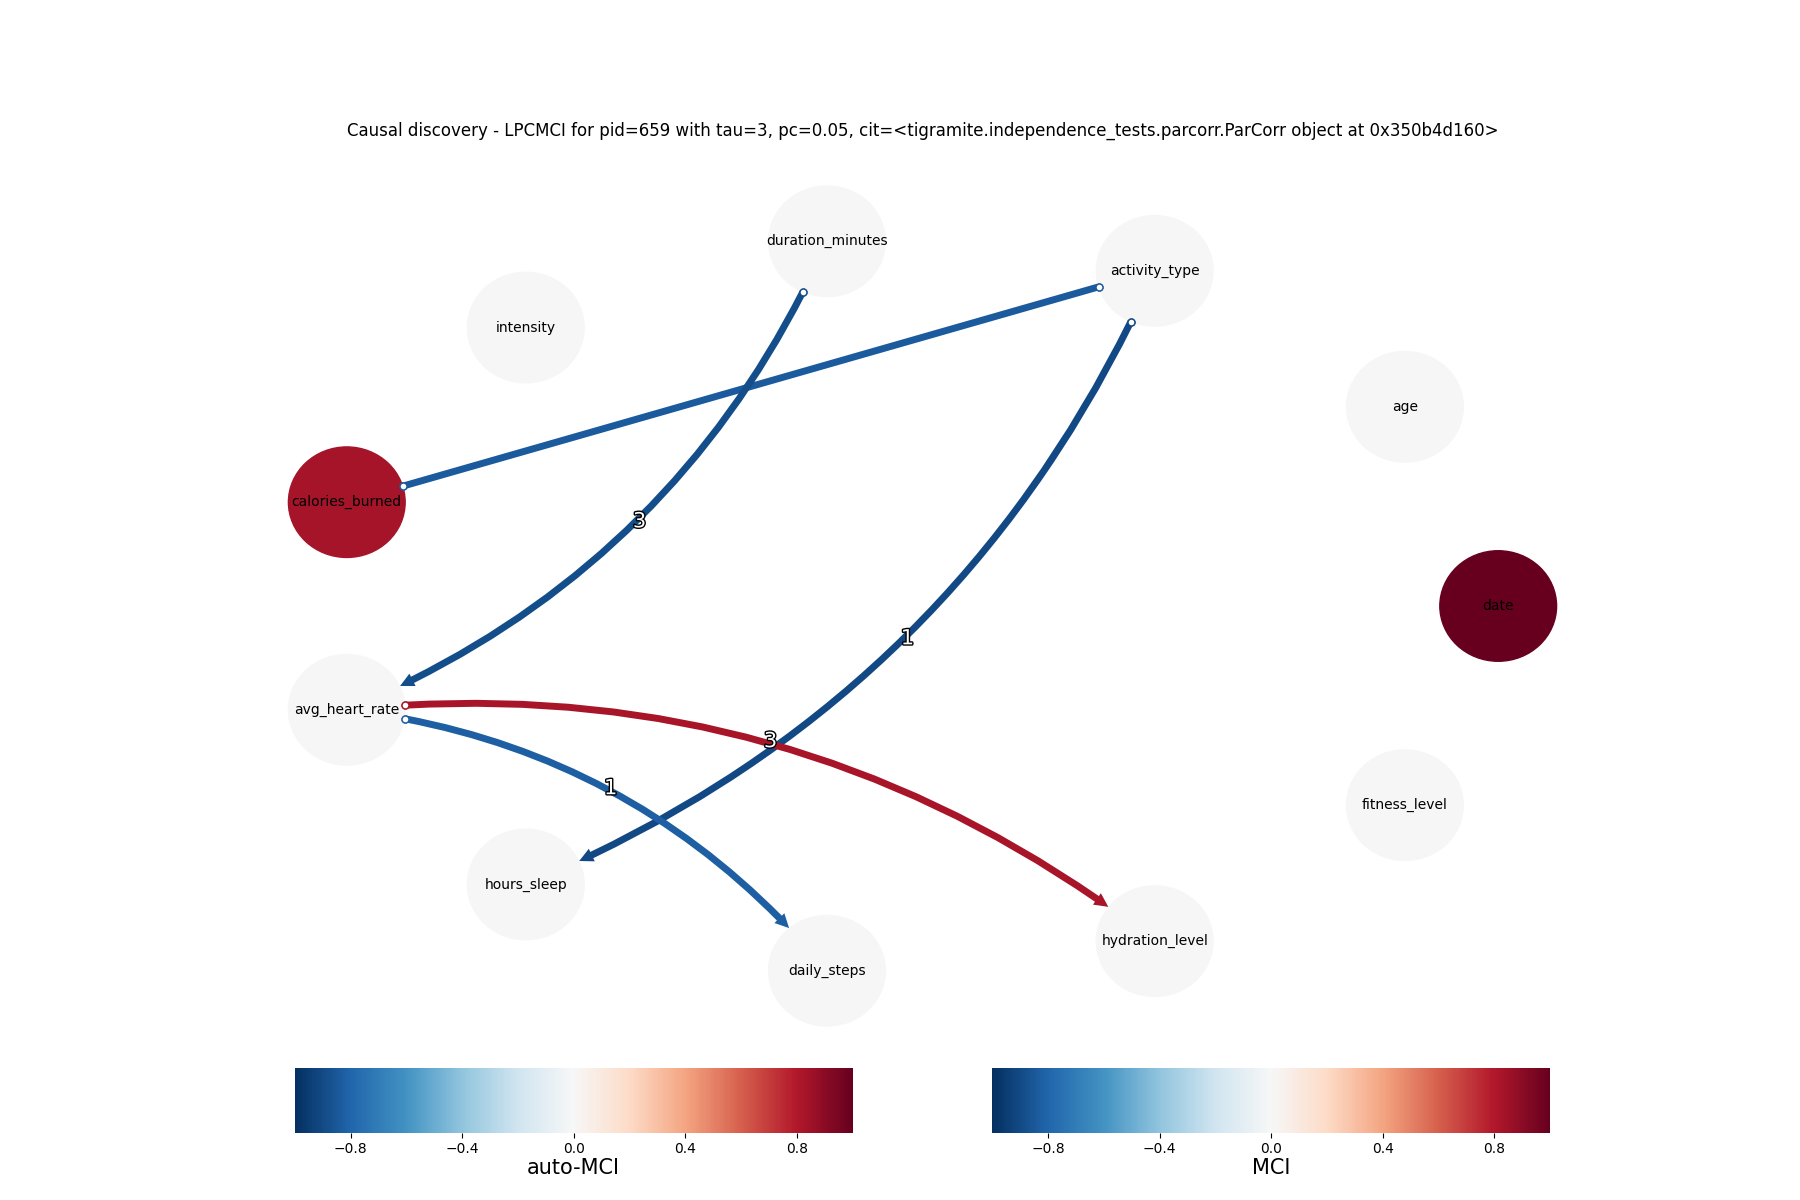 Causal discovery - LPCMCI for pid=659 with tau=3, pc=0.05, cit=<tigramite.independence_tests.parcorr.ParCorr object at 0x350b4d160>
duration_minutes
activity_type
intensity
age
calories_burned
3
date
1
avg_heart_rate
3
1
fitness_level
hours_sleep
hydration_level
daily_steps
−0.8 −0.4 0.0 0.4 0.8
auto-MCI
−0.8 −0.4 0.0 0.4 0.8
MCI